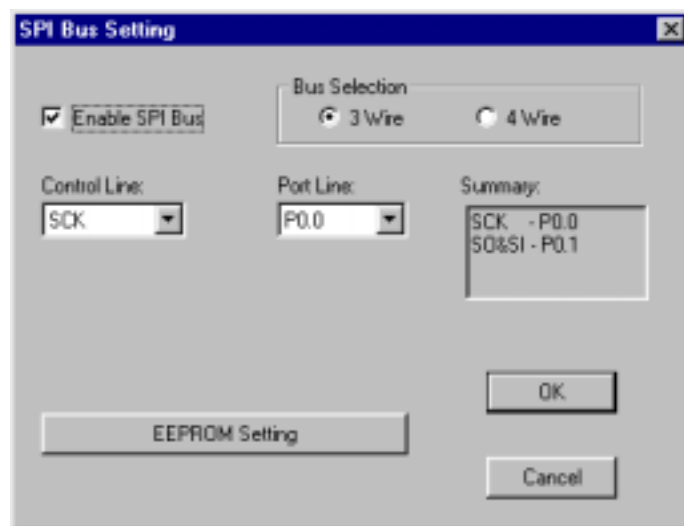 SPI Bus Setting
Enable SPI Bus
Bus Selection
3 Wire
4 Wire
Control Line:
SCK
Port Line:
P0.0
Summary:
SCK - P0.0
SO&SI - P0.1
OK
EEPROM Setting
Cancel